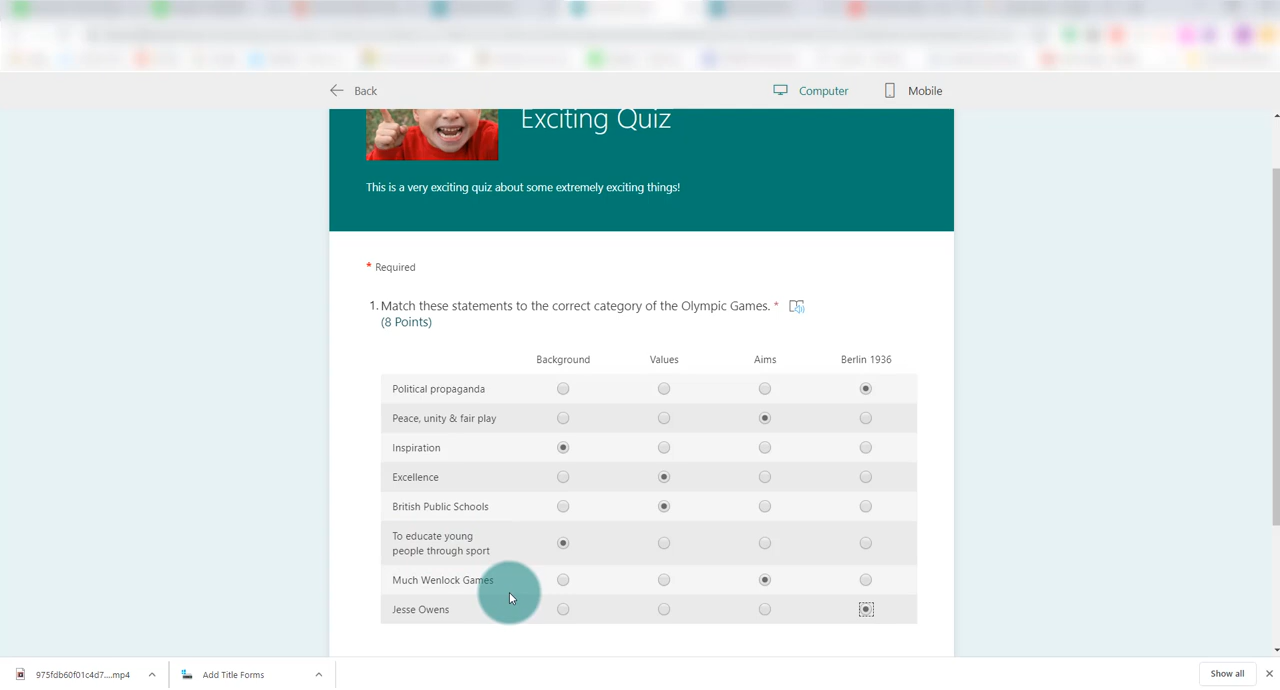 Back
Computer
Mobile
Exciting Quiz
This is a very exciting quiz about some extremely exciting things!
* Required
1. Match these statements to the correct category of the Olympic Games. *
(8 Points)
Background Values Aims Berlin 1936
Political propaganda
Peace, unity & fair play
Inspiration
Excellence
British Public Schools
To educate young
people through sport
Much Wenlock Games
Jesse Owens
975fdb60f01c4d7....mp4
Add Title Forms
Show all